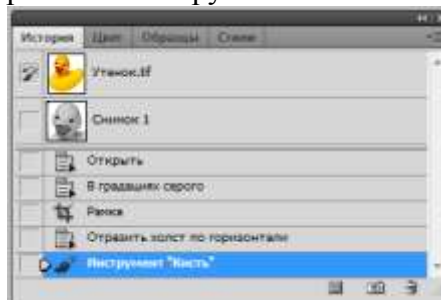 История Цвет Образцы Стили
Утенок.tif
Снимок 1
Открыть
В градациях серого
Рамка
Отразить холст по горизонтали
Инструмент "Кисть"